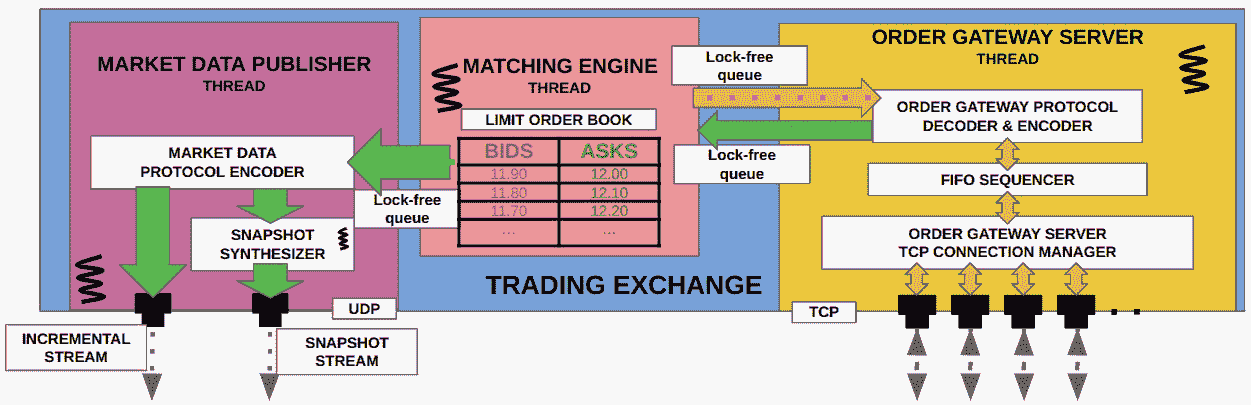 MARKET DATA PUBLISHER
THREAD
MARKET DATA
PROTOCOL ENCODER
SNAPSHOT
SYNTHESIZER
UDP
INCREMENTAL
STREAM
SNAPSHOT
STREAM
Lock-free
queue
MATCHING ENGINE
THREAD
LIMIT ORDER BOOK
BIDS ASKS
11.90 12.00
11.80 12.10
11.70 12.20
... ...
TRADING EXCHANGE
Lock-free
queue
Lock-free
queue
ORDER GATEWAY SERVER
THREAD
ORDER GATEWAY PROTOCOL
DECODER & ENCODER
FIFO SEQUENCER
ORDER GATEWAY SERVER
TCP CONNECTION MANAGER
TCP